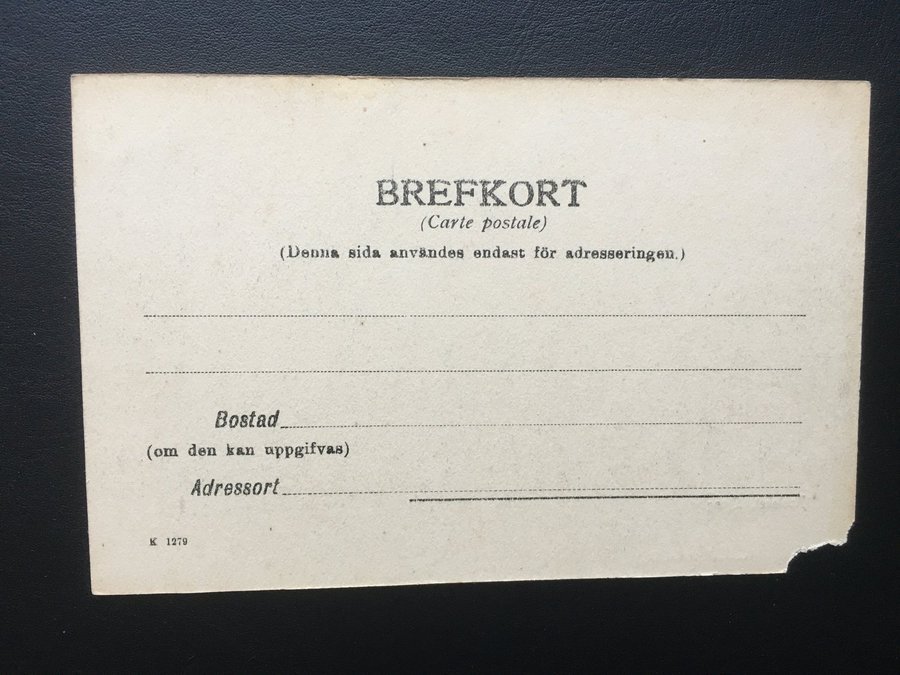 BREFKORT
(Carte postale)
(Denna sida användes endast för adresseringen.)
Bostad
(om den kan uppgifvas)
Adressort
K 1279